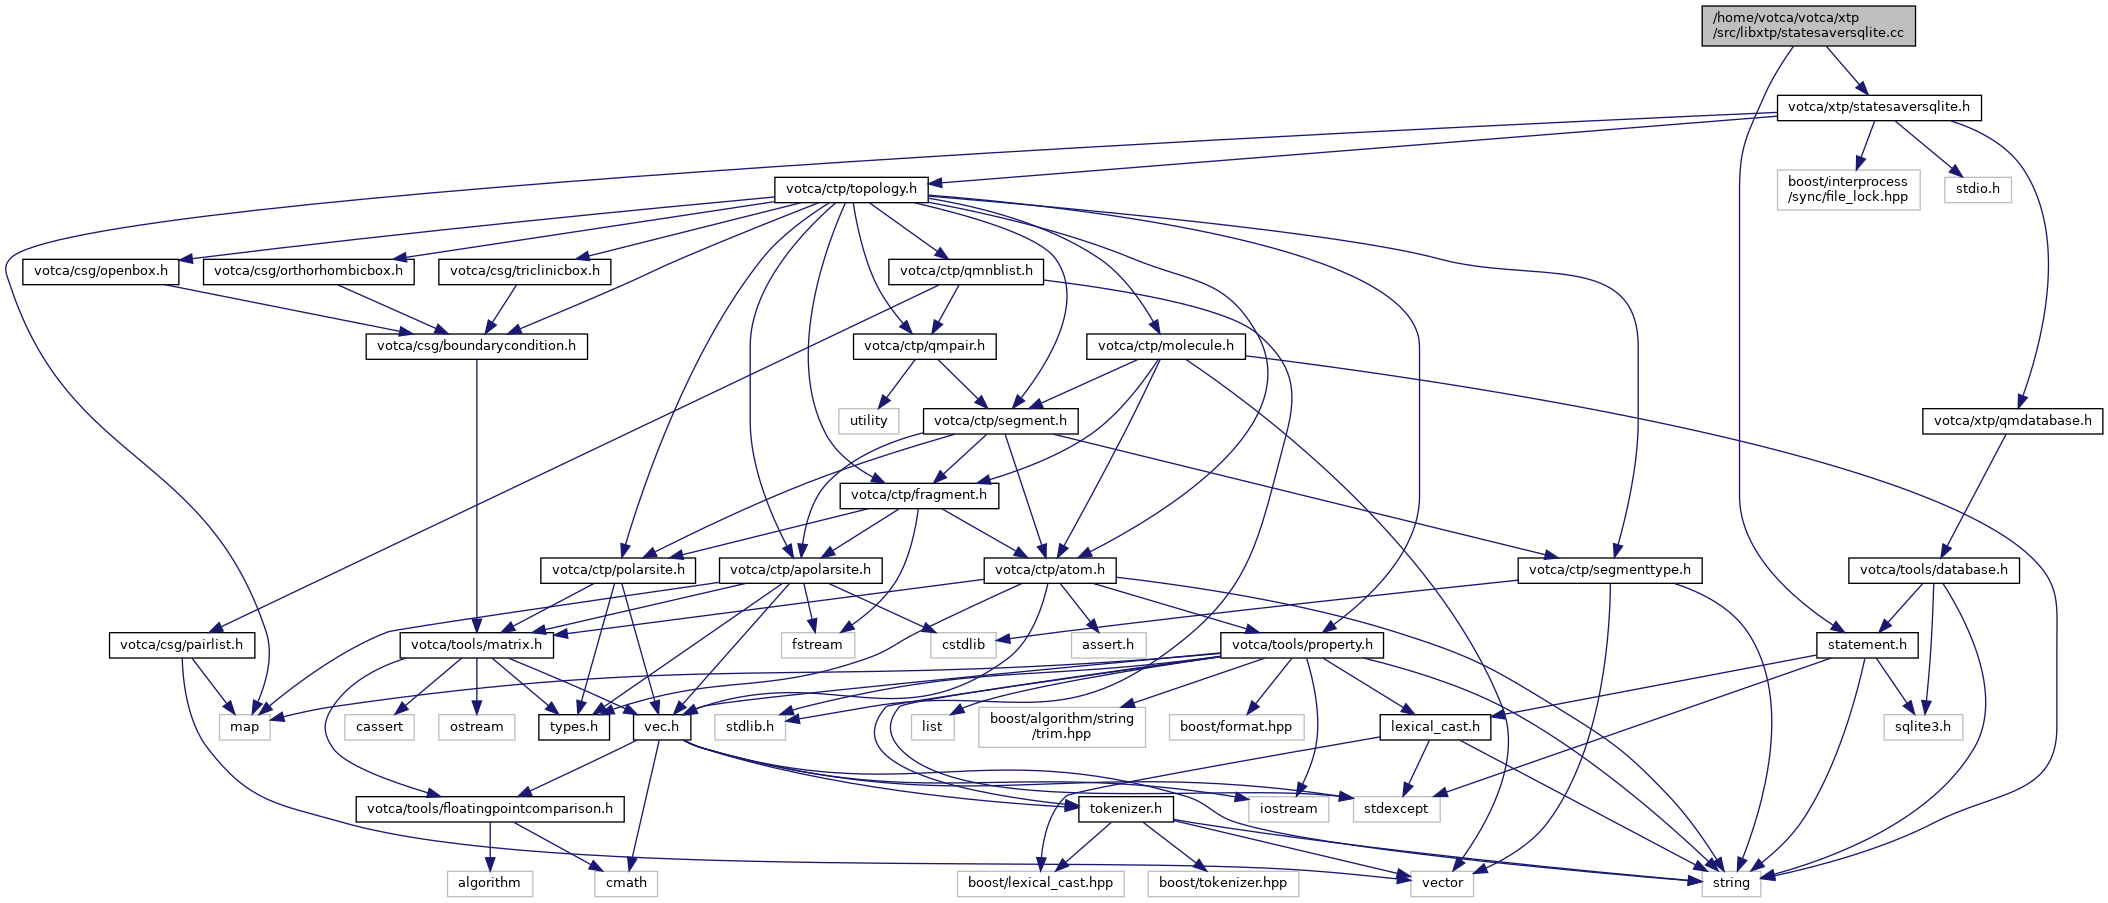 /home/votca/votca/xtp
/src/libxtp/statesaversqlite.cc
votca/xtp/statesaversqlite.h
votca/ctp/topology.h
boost/interprocess
/sync/file_lock.hpp
stdio.h
votca/csg/openbox.h
votca/csg/orthorhombicbox.h
votca/csg/triclinicbox.h
votca/ctp/qmnblist.h
votca/csg/boundarycondition.h
votca/ctp/qmpair.h
votca/ctp/molecule.h
utility
votca/ctp/segment.h
votca/xtp/qmdatabase.h
votca/ctp/fragment.h
votca/ctp/polarsite.h
votca/ctp/apolarsite.h
votca/ctp/atom.h
votca/ctp/segmenttype.h
votca/tools/database.h
votca/csg/pairlist.h
votca/tools/matrix.h
fstream
cstdlib
assert.h
votca/tools/property.h
statement.h
map
cassert
ostream
types.h
vec.h
stdlib.h
list
boost/algorithm/string
/trim.hpp
boost/format.hpp
lexical_cast.h
sqlite3.h
votca/tools/floatingpointcomparison.h
tokenizer.h
iostream
stdexcept
algorithm
cmath
boost/lexical_cast.hpp
boost/tokenizer.hpp
vector
string